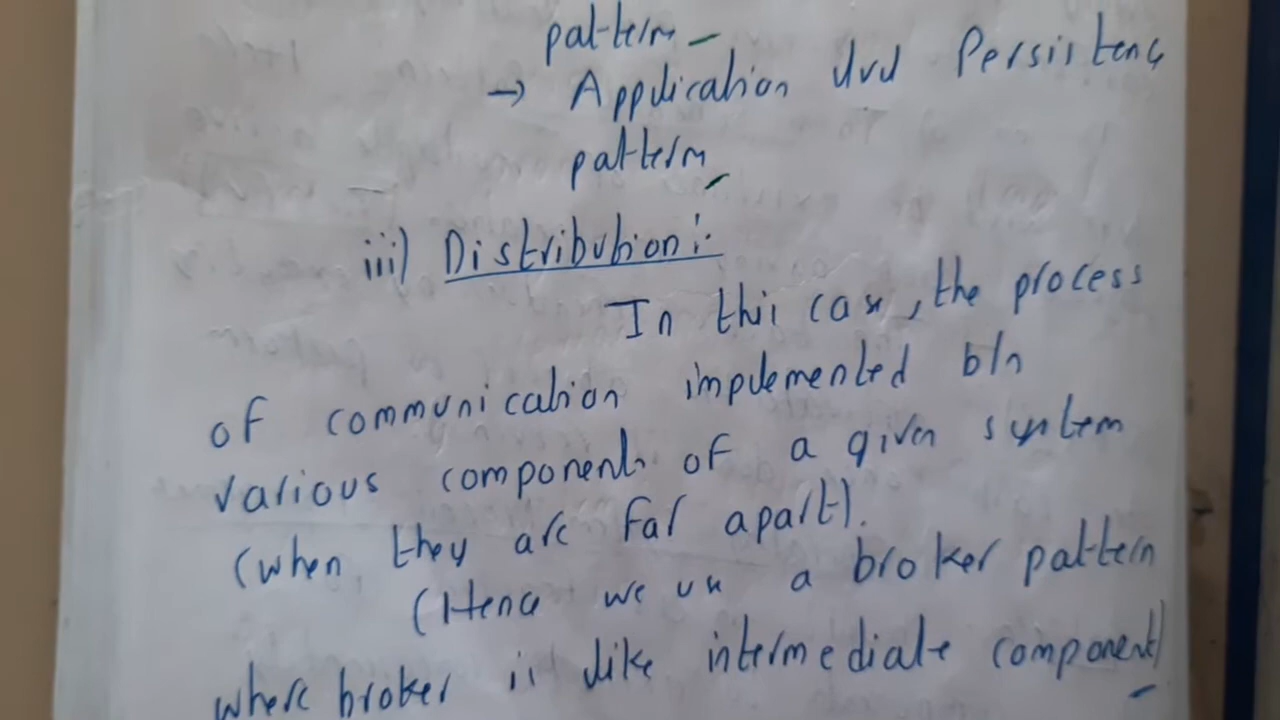 pattern
→ Application lvl Persistency
pattern
iii) Distribution :-
In this case, the process
of communication implemented b/n
various components of a given system
(when they are far apart).
(Hence we use a broker pattern
where broker is like intermediate component)